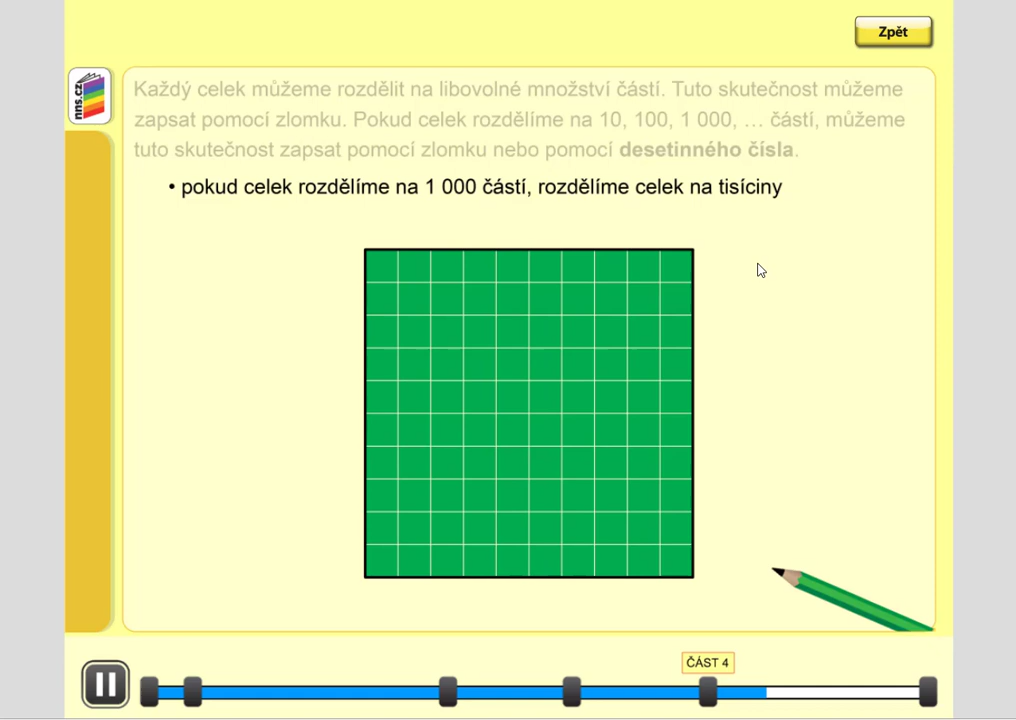 Zpět
nns.cz
Každý celek můžeme rozdělit na libovolné množství částí. Tuto skutečnost můžeme
zapsat pomocí zlomku. Pokud celek rozdělíme na 10, 100, 1 000, … částí, můžeme
tuto skutečnost zapsat pomocí zlomku nebo pomocí desetinného čísla.
• pokud celek rozdělíme na 1 000 částí, rozdělíme celek na tisíciny
ČÁST 4